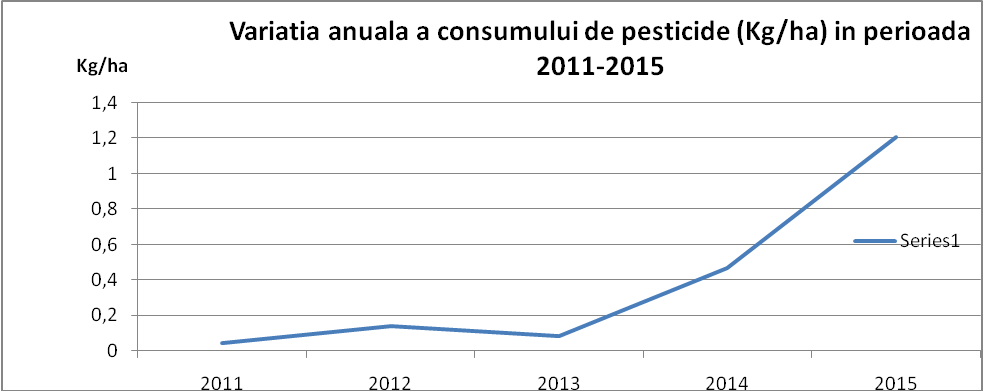 Variatia anuala a consumului de pesticide (Kg/ha) in perioada
2011-2015
Kg/ha
1,4
1,2
1
0,8
0,6
0,4
0,2
0
Series1
2011 2012 2013 2014 2015